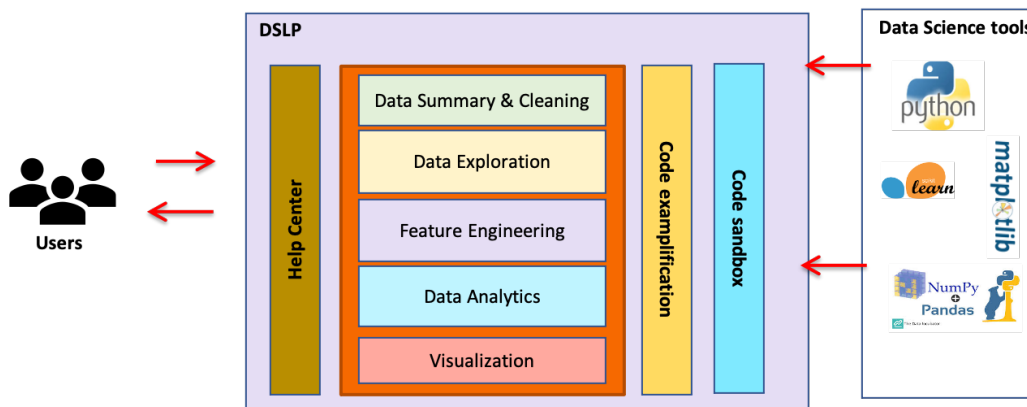 DSLP
Data Science tools
Users
Help Center
Data Summary & Cleaning
Data Exploration
Feature Engineering
Data Analytics
Visualization
Code examplification
Code sandbox
python
learn
matplotlib
NumPy
+
Pandas